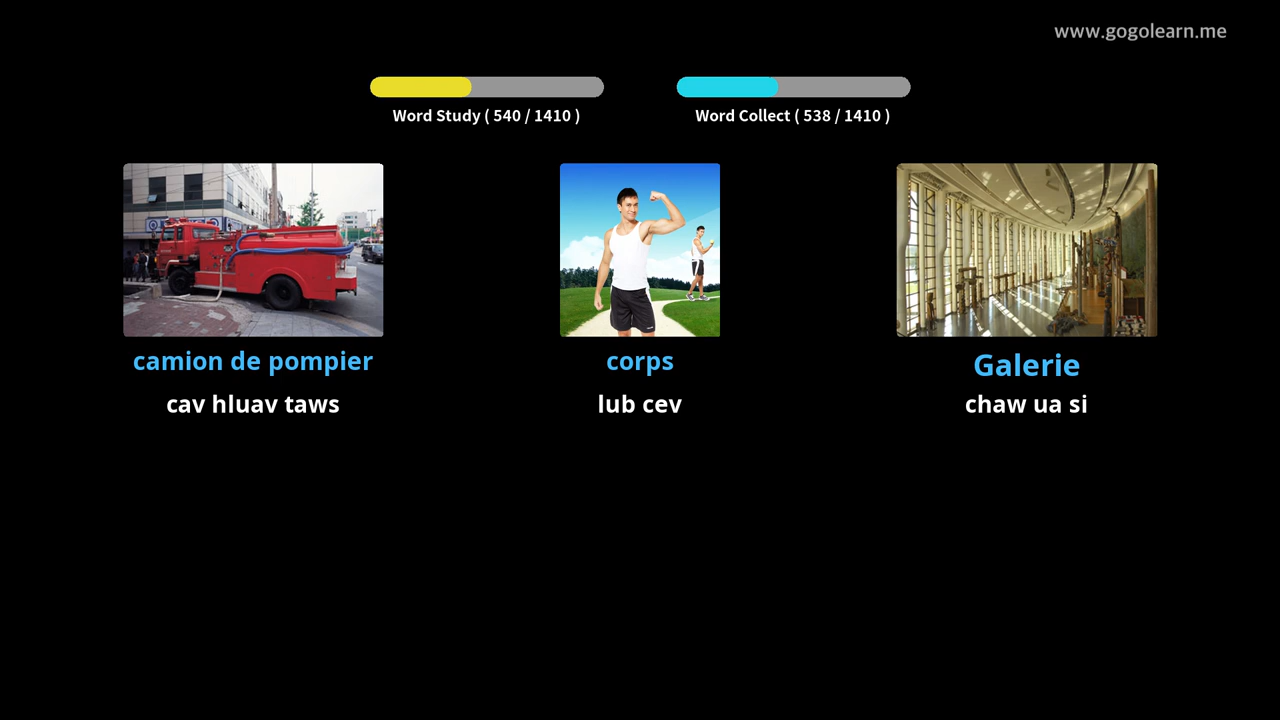 www.gogolearn.me
Word Study ( 540 / 1410 )
Word Collect ( 538 / 1410 )
camion de pompier
cav hluav taws
corps
lub cev
Galerie
chaw ua si